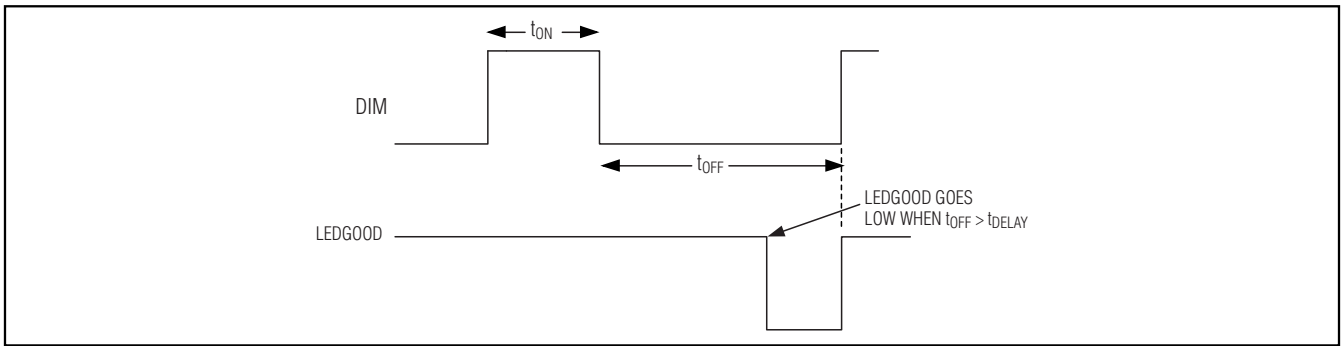 tON
DIM
tOFF
LEDGOOD GOES
LOW WHEN tOFF > tDELAY
LEDGOOD